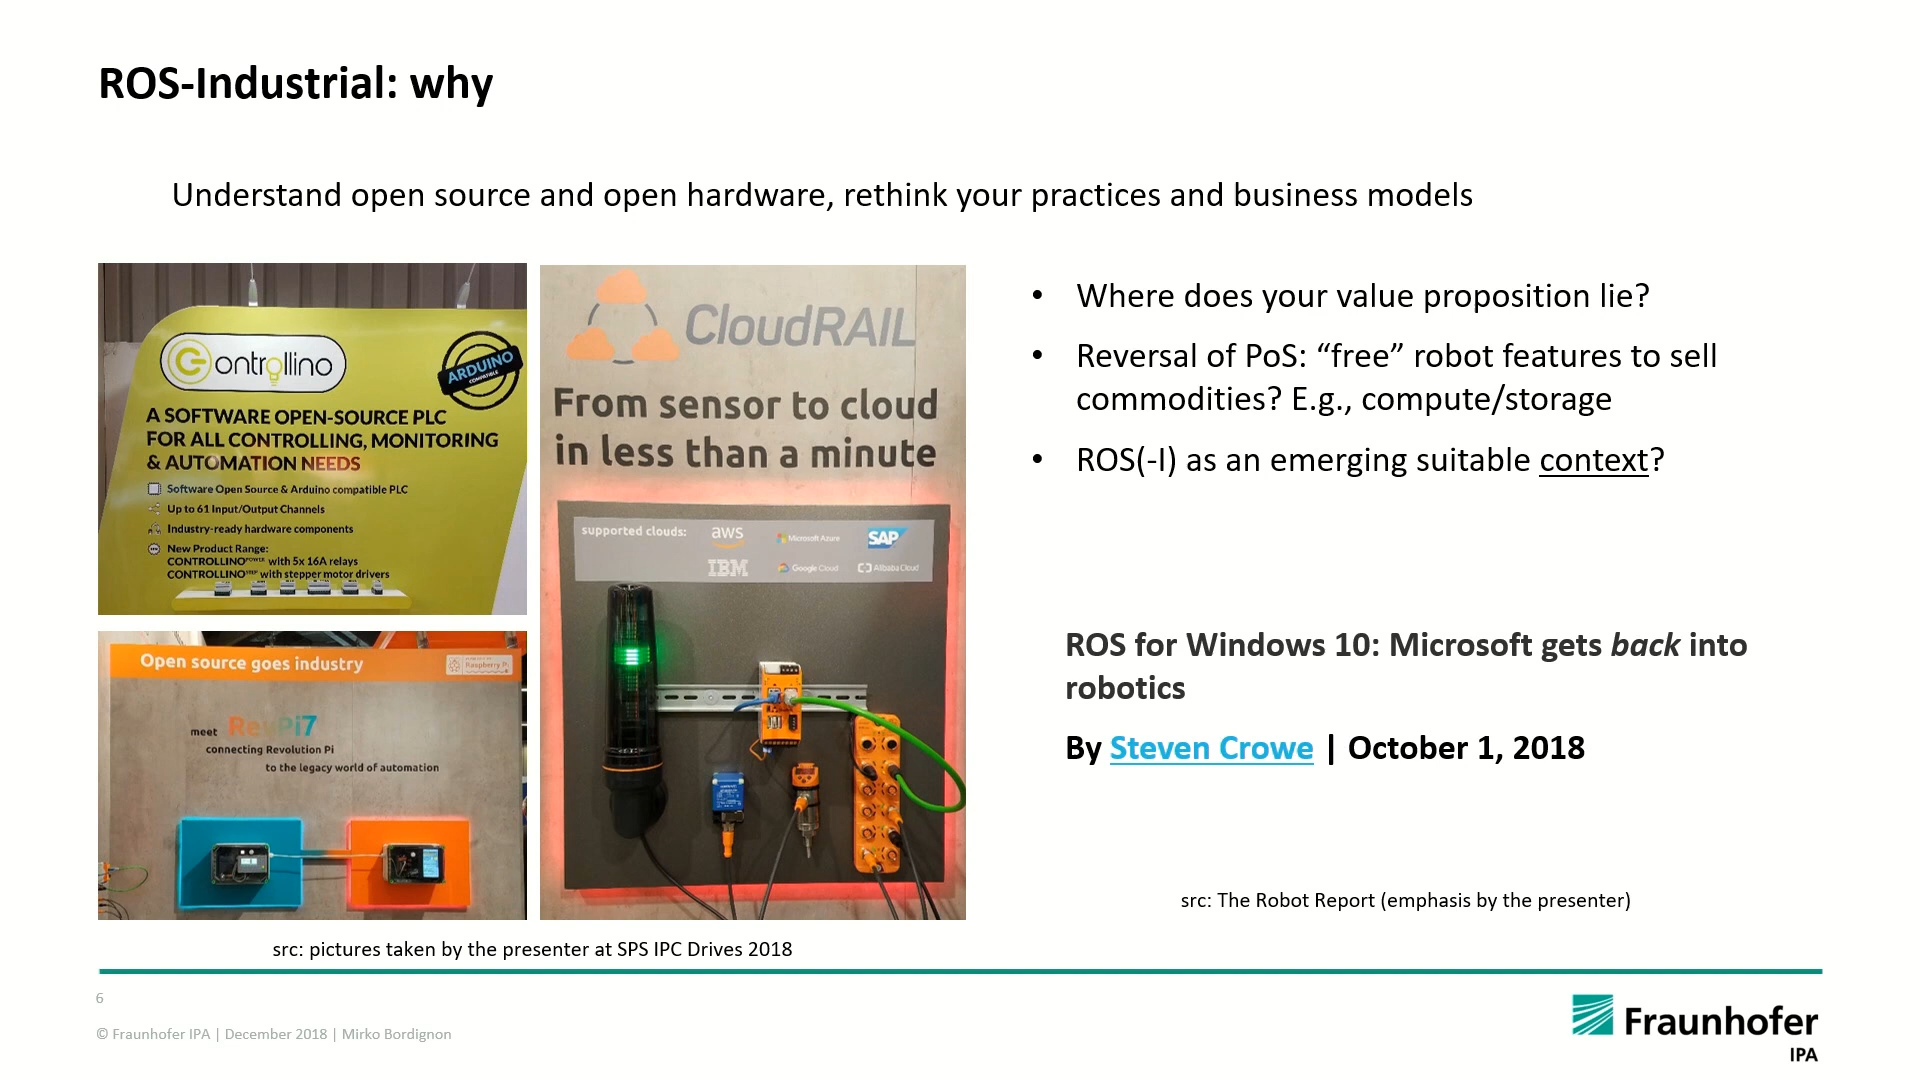 ROS-Industrial: why
Understand open source and open hardware, rethink your practices and business models
Controllino
ARDUINO
COMPATIBLE
A SOFTWARE OPEN-SOURCE PLC
FOR ALL CONTROLLING, MONITORING
& AUTOMATION NEEDS
Software Open Source & Arduino compatible PLC
Up to 61 Input/Output Channels
Industry-ready hardware components
New Product Range:
CONTROLLINO POWER with 5x 16A relays
CONTROLLINO STEP with stepper motor drivers
Open source goes industry
Raspberry Pi
meet RevPi7
connecting Revolution Pi
to the legacy world of automation
CloudRAIL
From sensor to cloud
in less than a minute
supported clouds:
aws
Microsoft Azure
SAP
IBM
Google Cloud
Alibaba Cloud
src: pictures taken by the presenter at SPS IPC Drives 2018
• Where does your value proposition lie?
• Reversal of PoS: “free” robot features to sell
commodities? E.g., compute/storage
• ROS(-I) as an emerging suitable context?
ROS for Windows 10: Microsoft gets back into
robotics
By Steven Crowe | October 1, 2018
src: The Robot Report (emphasis by the presenter)
6
© Fraunhofer IPA | December 2018 | Mirko Bordignon
Fraunhofer
IPA